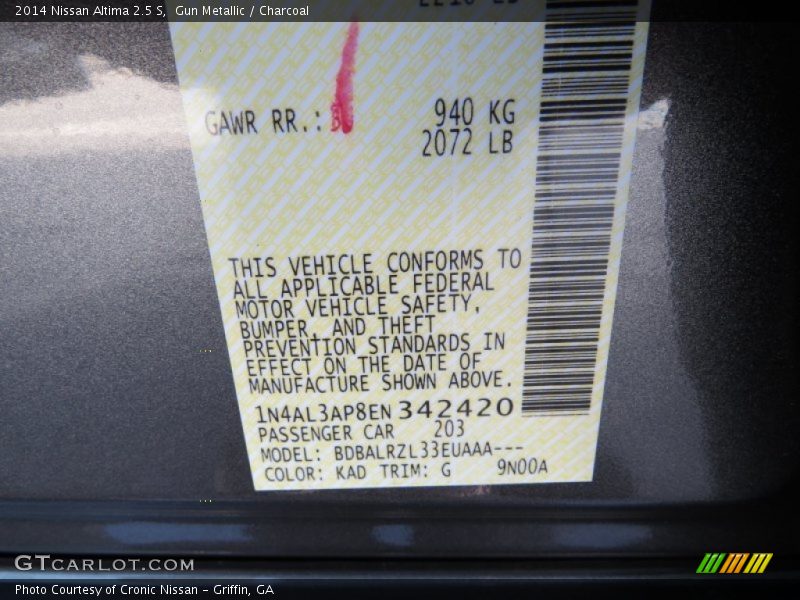 2014 Nissan Altima 2.5 S, Gun Metallic / Charcoal
GAWR RR.: 940 KG
2072 LB
THIS VEHICLE CONFORMS TO
ALL APPLICABLE FEDERAL
MOTOR VEHICLE SAFETY,
BUMPER, AND THEFT
PREVENTION STANDARDS IN
EFFECT ON THE DATE OF
MANUFACTURE SHOWN ABOVE.
1N4AL3AP8EN342420
PASSENGER CAR 203
MODEL: BDBALRZL33EUAAA---
COLOR: KAD TRIM: G 9N00A
GTCARLOT.COM
Photo Courtesy of Cronic Nissan - Griffin, GA